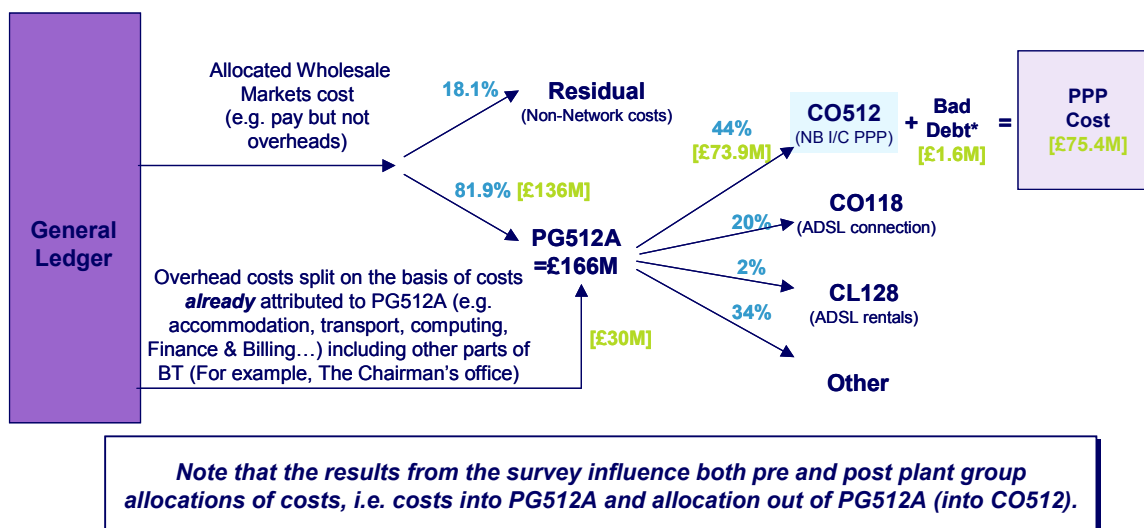 General
Ledger
Allocated Wholesale
Markets cost
(e.g. pay but not
overheads)
18.1%
Residual
(Non-Network costs)
81.9% [£136M]
PG512A
=£166M
Overhead costs split on the basis of costs
already attributed to PG512A (e.g.
accommodation, transport, computing,
Finance & Billing…) including other parts of
BT (For example, The Chairman's office)
[£30M]
44%
[£73.9M]
CO512
(NB I/C PPP)
+
Bad
Debt*
[£1.6M]
=
PPP
Cost
[£75.4M]
20%
CO118
(ADSL connection)
2%
CL128
(ADSL rentals)
34%
Other
Note that the results from the survey influence both pre and post plant group
allocations of costs, i.e. costs into PG512A and allocation out of PG512A (into CO512).